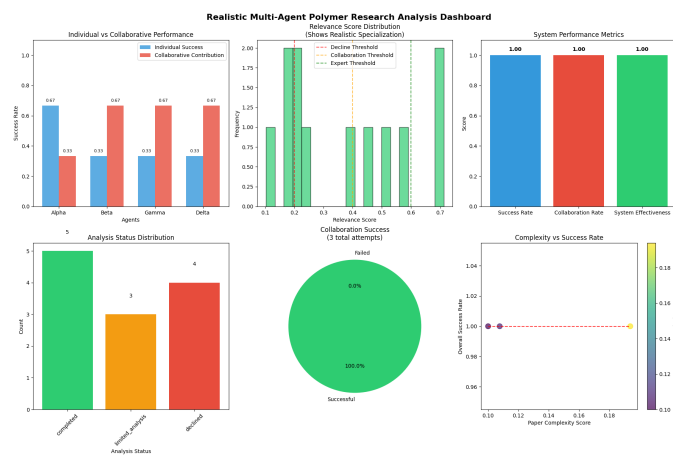 Realistic Multi-Agent Polymer Research Analysis Dashboard
Individual vs Collaborative Performance
Individual Success
Collaborative Contribution
Success Rate
1.0
0.8
0.6
0.4
0.2
0.0
0.67
0.33
0.33
0.67
0.33
0.67
0.33
0.67
Alpha
Beta
Gamma
Delta
Agents
Relevance Score Distribution
(Shows Realistic Specialization)
Decline Threshold
Collaboration Threshold
Expert Threshold
Frequency
2.00
1.75
1.50
1.25
1.00
0.75
0.50
0.25
0.00
0.1
0.2
0.3
0.4
0.5
0.6
0.7
Relevance Score
System Performance Metrics
Score
1.0
0.8
0.6
0.4
0.2
0.0
1.00
1.00
1.00
Success Rate
Collaboration Rate
System Effectiveness
Analysis Status Distribution
Count
5
4
3
2
1
0
5
3
4
completed
limited_analysis
declined
Analysis Status
Collaboration Success
(3 total attempts)
Failed
0.0%
100.0%
Successful
Complexity vs Success Rate
Overall Success Rate
1.04
1.02
1.00
0.98
0.96
0.10
0.12
0.14
0.16
0.18
Paper Complexity Score
0.18
0.17
0.16
0.15
0.14
0.13
0.12
0.11
0.10